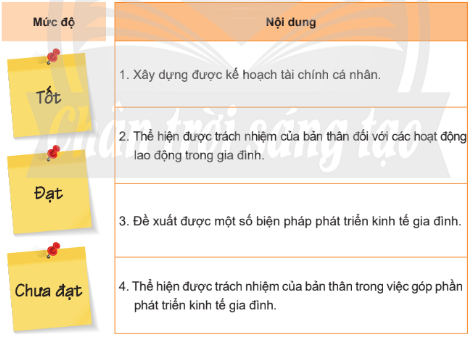 Mức độ
Nội dung
Tốt
1. Xây dựng được kế hoạch tài chính cá nhân.
2. Thể hiện được trách nhiệm của bản thân đối với các hoạt động
lao động trong gia đình.
Đạt
3. Đề xuất được một số biện pháp phát triển kinh tế gia đình.
Chưa đạt
4. Thể hiện được trách nhiệm của bản thân trong việc góp phần
phát triển kinh tế gia đình.
Chân trời sáng tạo